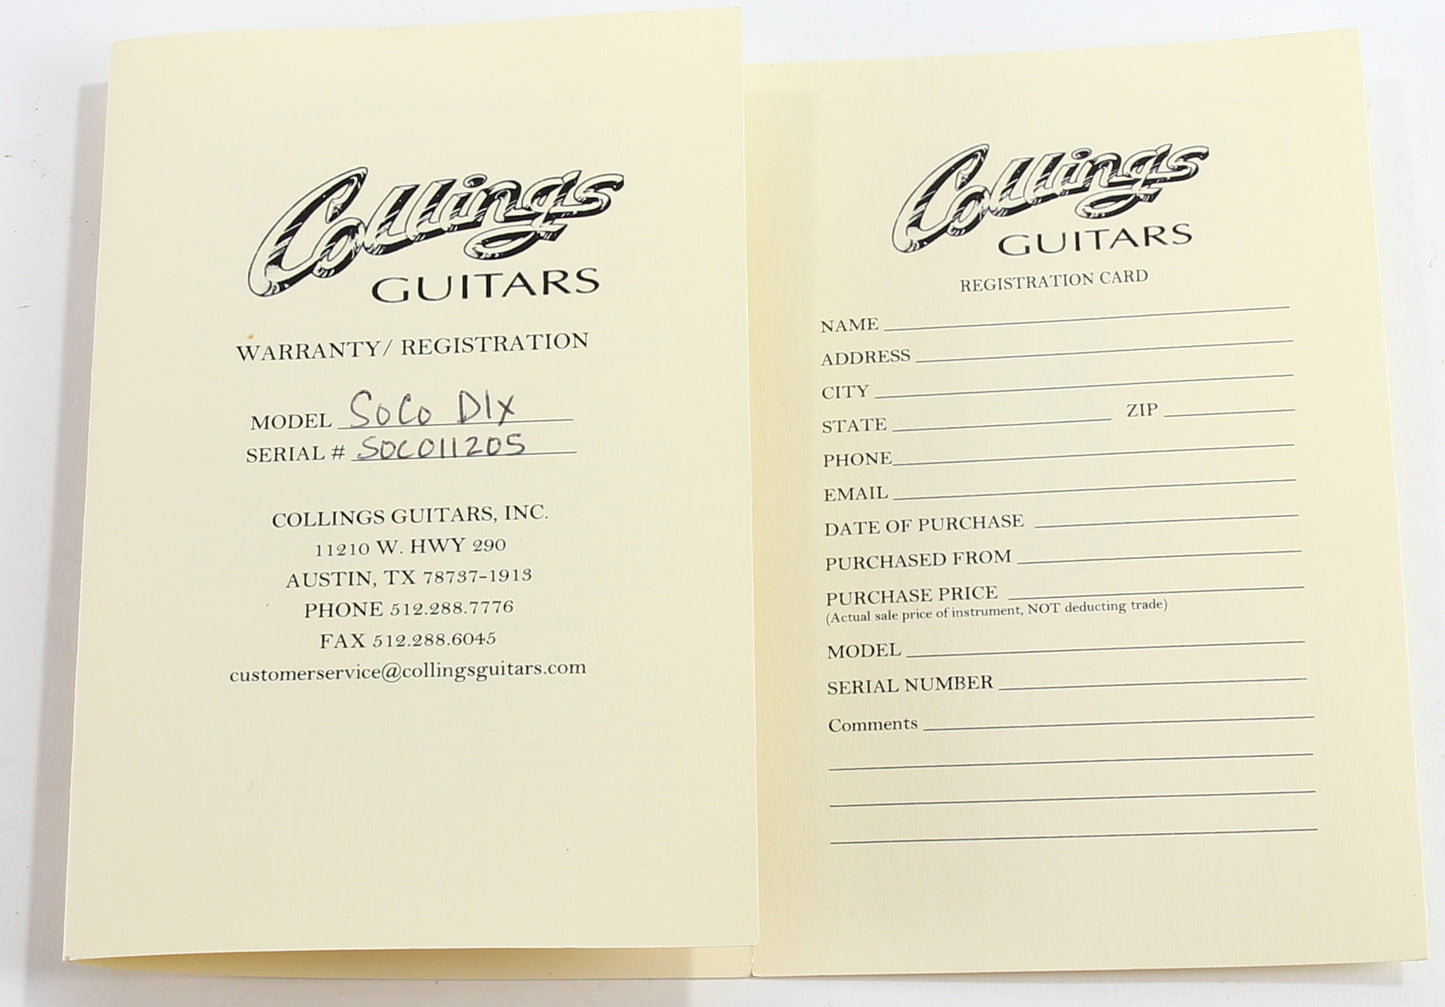 Collings
GUITARS
WARRANTY/ REGISTRATION
MODEL SoCo Dlx
SERIAL # SOCO11205
COLLINGS GUITARS, INC.
11210 W. HWY 290
AUSTIN, TX 78737-1913
PHONE 512.288.7776
FAX 512.288.6045
customerservice@collingsguitars.com
Collings
GUITARS
REGISTRATION CARD
NAME
ADDRESS
CITY
STATE ZIP
PHONE
EMAIL
DATE OF PURCHASE
PURCHASED FROM
PURCHASE PRICE
(Actual sale price of instrument, NOT deducting trade)
MODEL
SERIAL NUMBER
Comments